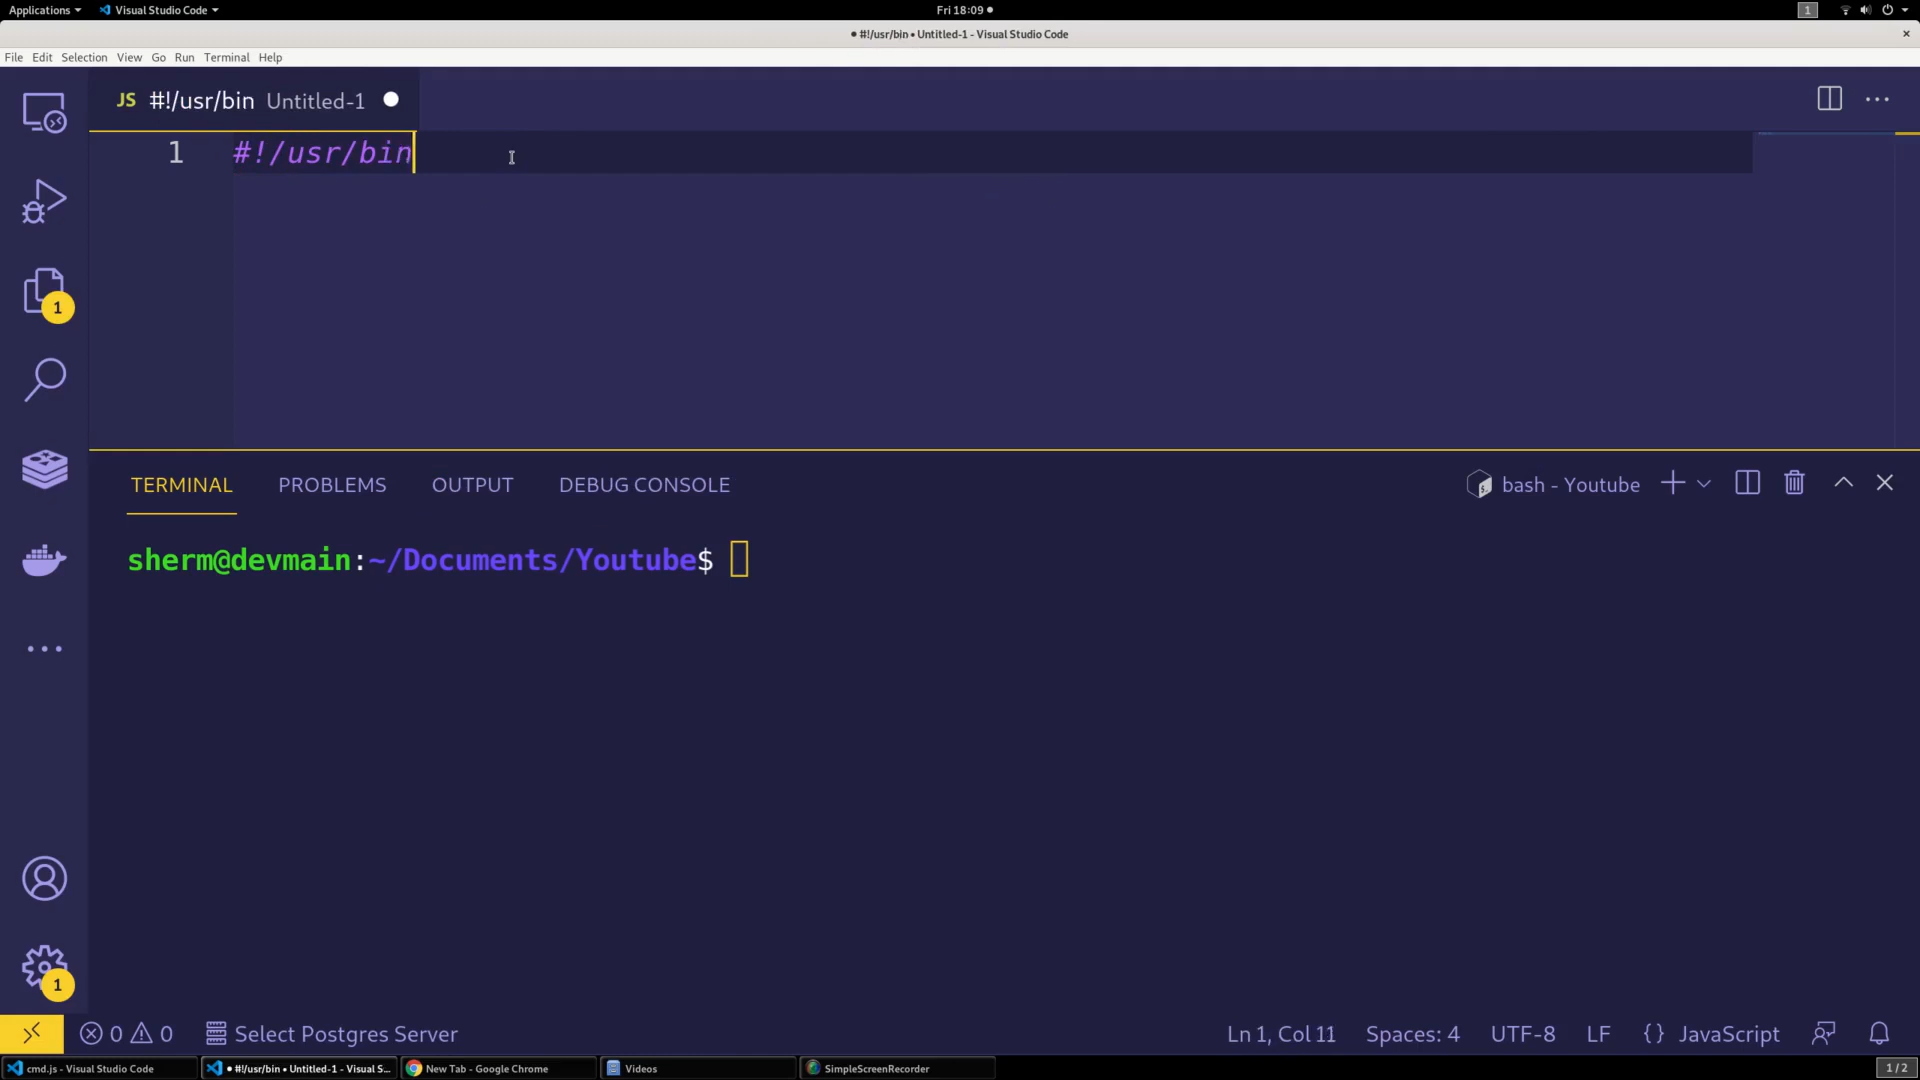 Applications Visual Studio Code Fri 18:09 1
#!/usr/bin • Untitled-1 - Visual Studio Code
File Edit Selection View Go Run Terminal Help
JS #!/usr/bin Untitled-1
1 #!/usr/bin
1
TERMINAL PROBLEMS OUTPUT DEBUG CONSOLE bash - Youtube
sherm@devmain:~/Documents/Youtube$
1
0 0 Select Postgres Server Ln 1, Col 11 Spaces: 4 UTF-8 LF {} JavaScript
cmd.js - Visual Studio Code • #!/usr/bin • Untitled-1 - Visual S... New Tab - Google Chrome Videos SimpleScreenRecorder 1 / 2